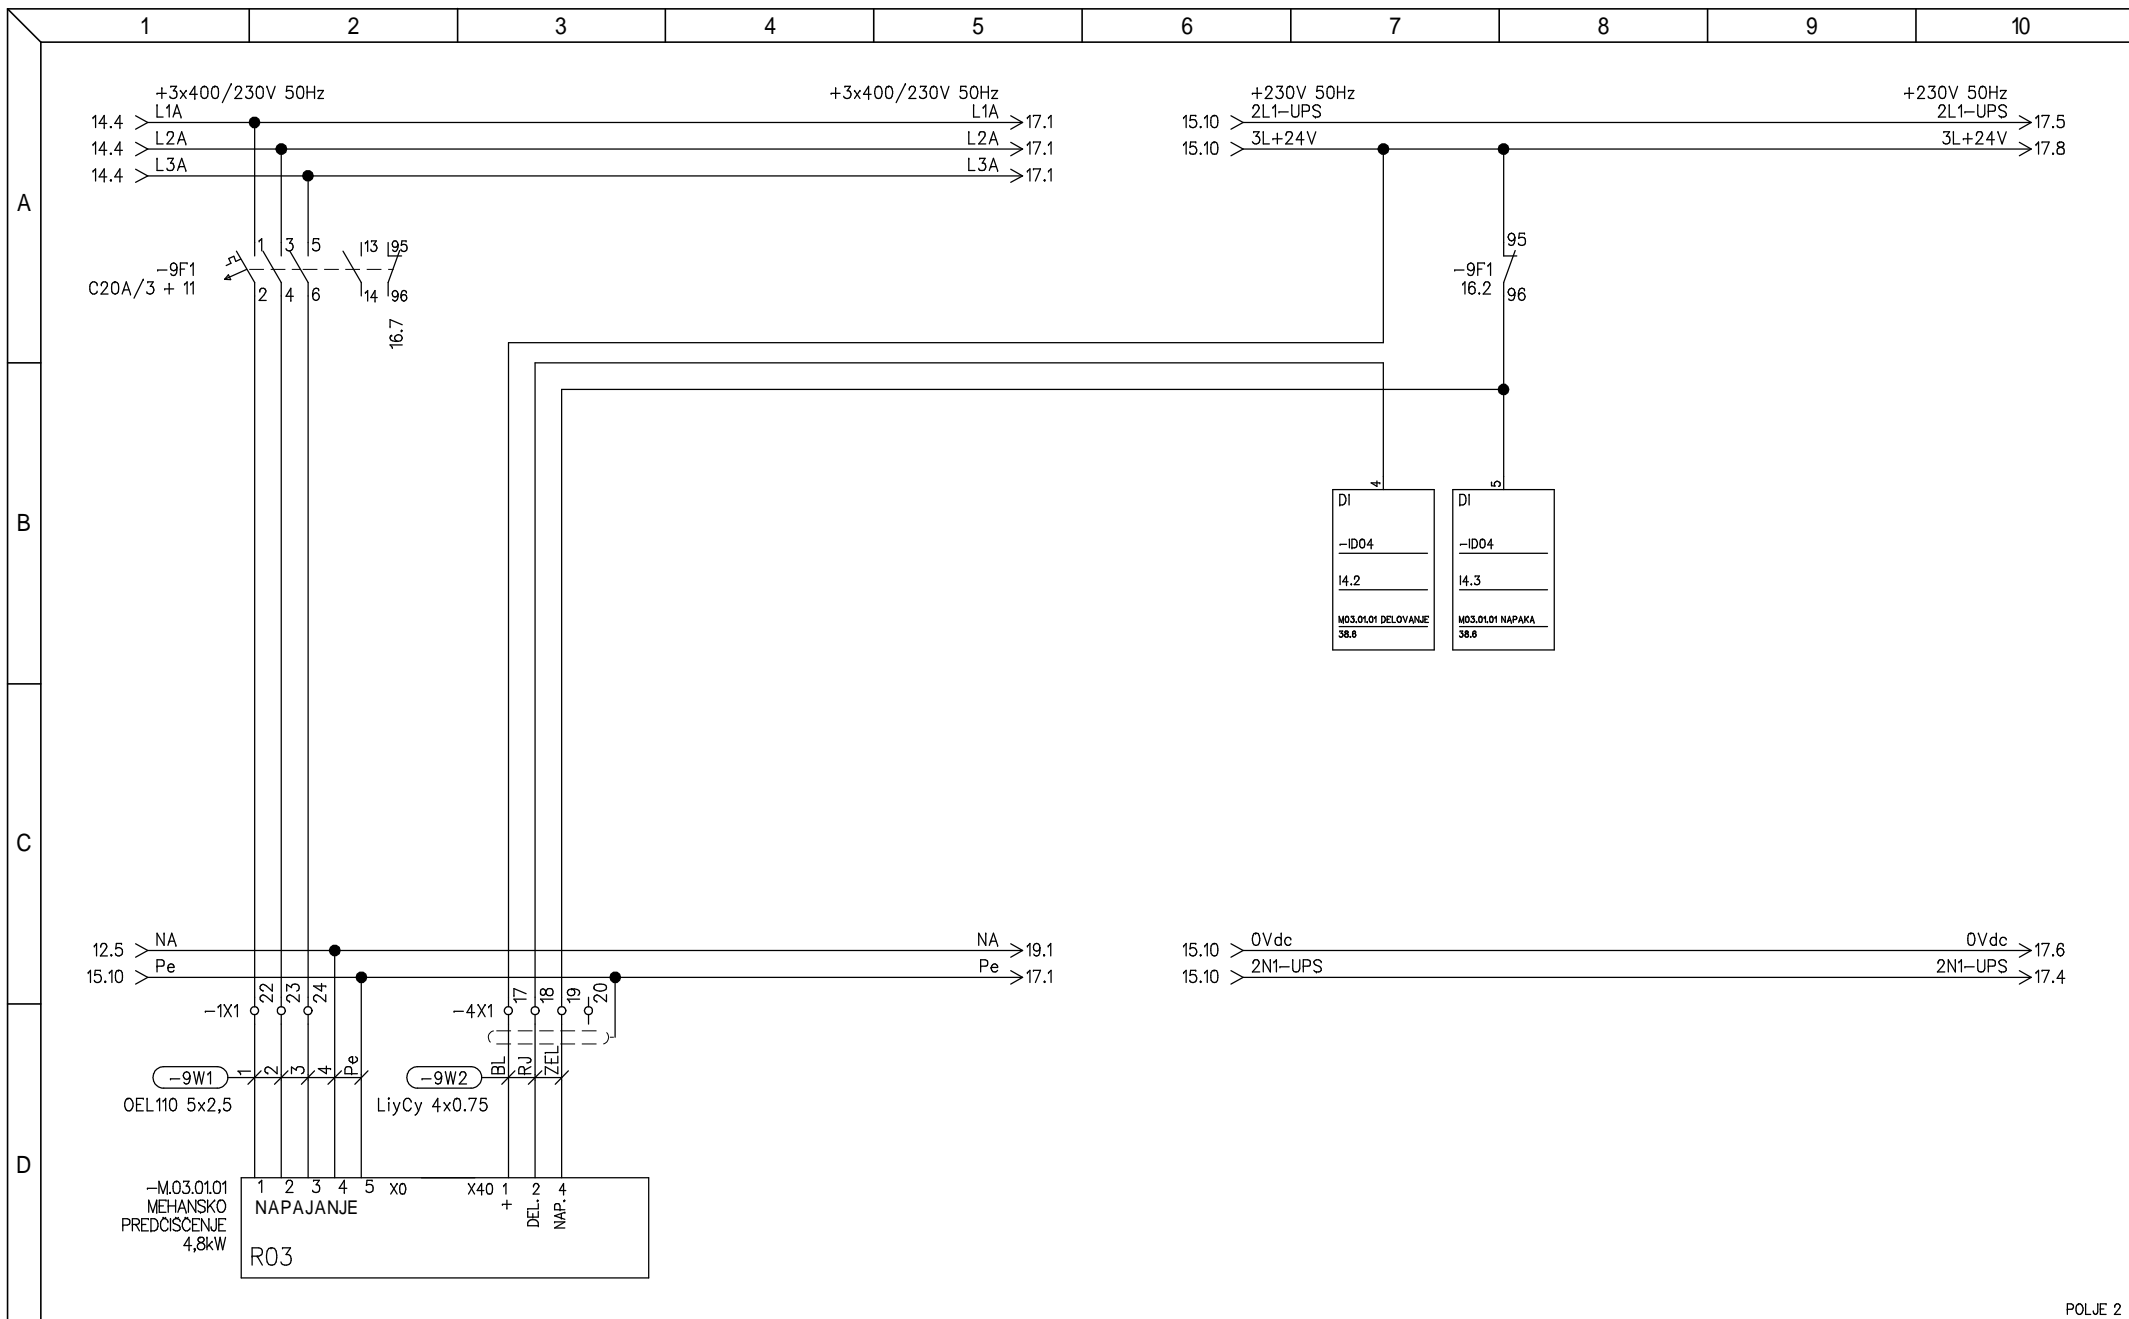 1 2 3 4 5 6 7 8 9 10
+3x400/230V 50Hz +3x400/230V 50Hz +230V 50Hz +230V 50Hz
14.4 L1A L1A 17.1 15.10 2L1-UPS 2L1-UPS 17.5
14.4 L2A L2A 17.1 15.10 3L+24V 3L+24V 17.8
14.4 L3A L3A 17.1
A
1 3 5 13 95
-9F1
C20A/3 + 11
2 4 6 14 96
16.7
95
-9F1
16.2
96
B
4
DI
-ID04
I4.2
M03.01.01 DELOVANJE
38.6
5
DI
-ID04
I4.3
M03.01.01 NAPAKA
38.6
C
12.5 NA NA 19.1 15.10 0Vdc 0Vdc 17.6
15.10 Pe Pe 17.1 15.10 2N1-UPS 2N1-UPS 17.4
-1X1 22 23 24 -4X1 17 18 19 20
-9W1 1 2 3 4 Pe -9W2 BL RJ ZEL
OEL110 5x2,5 LiyCy 4x0.75
D
-M.03.01.01
MEHANSKO
PREDČIŠČENJE
4,8kW
1 2 3 4 5 X0 X40 1 2 4
NAPAJANJE + DEL. NAP.
R03
POLJE 2